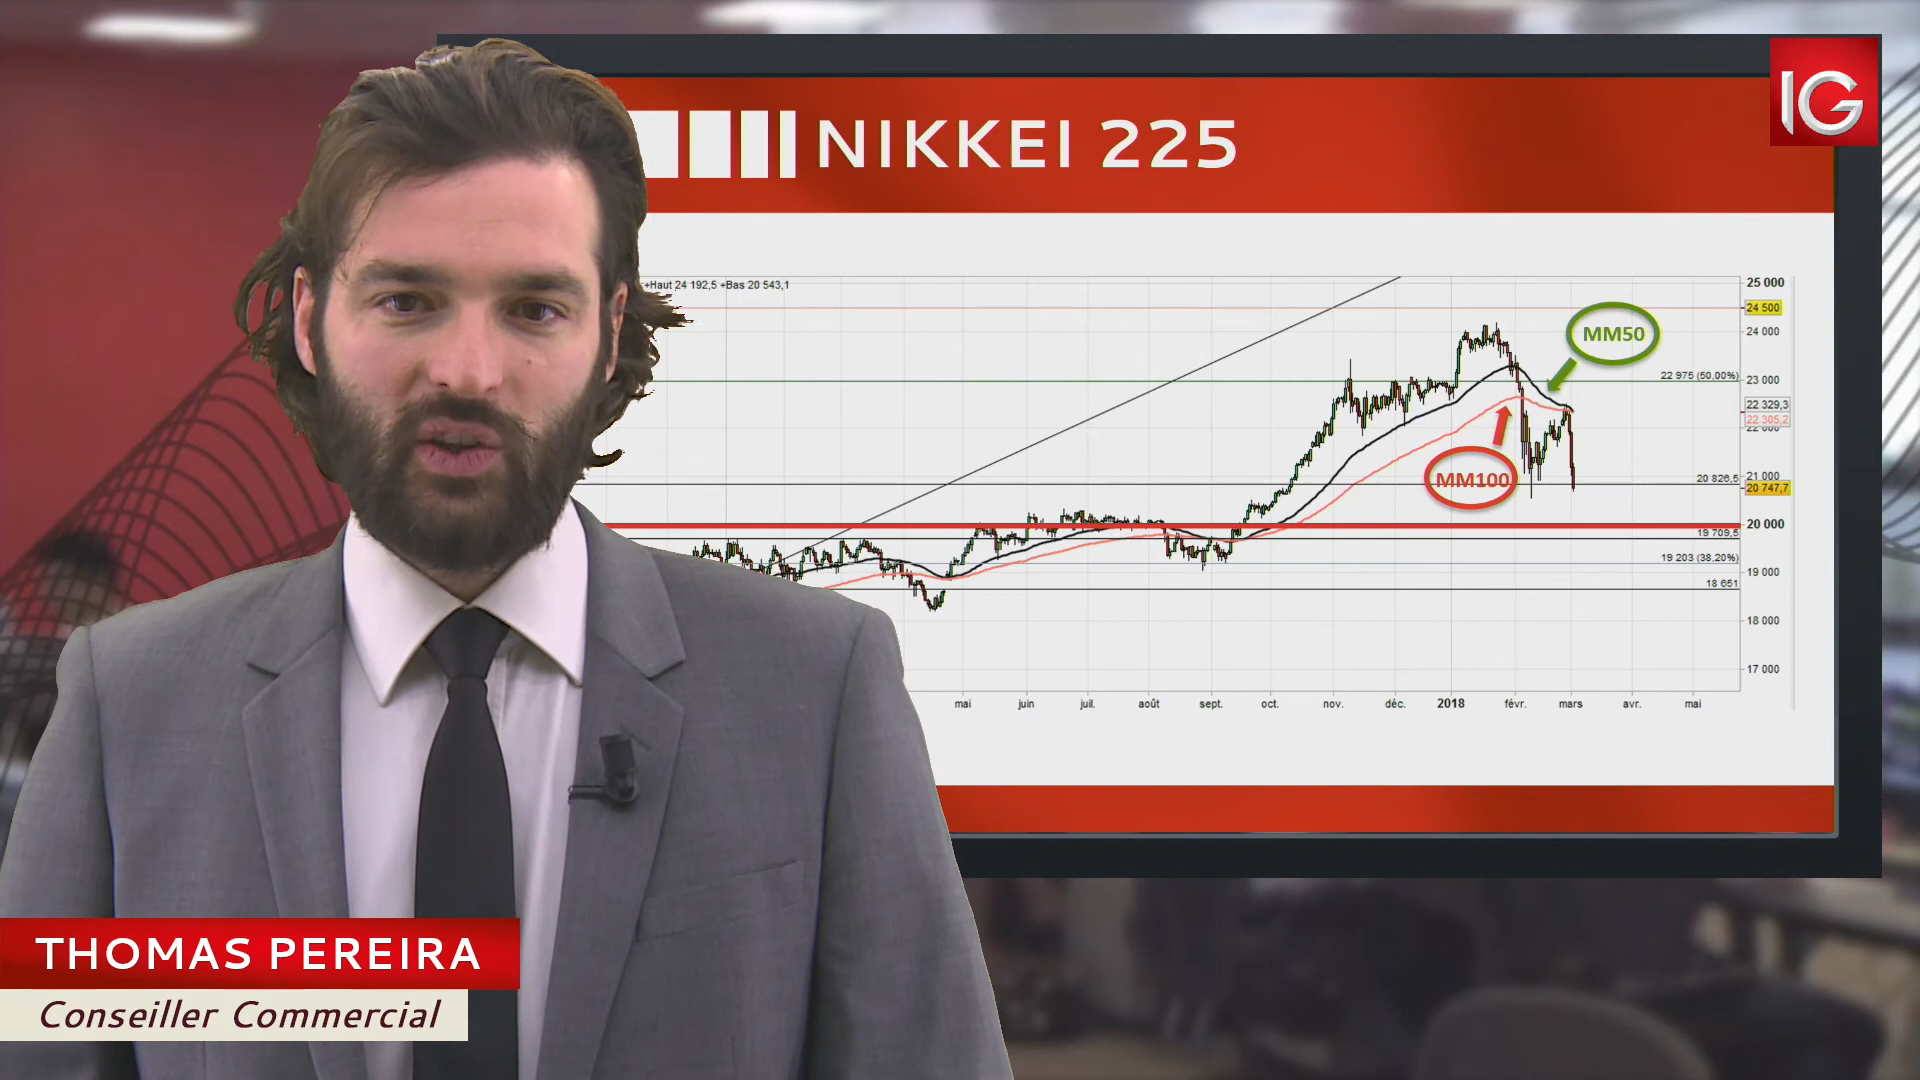 IG
NIKKEI 225
+Haut 24 192,5 +Bas 20 543,1
25 000
24 500
24 000
MM50
22 975 (50,00%)
23 000
22 329,3
22 305,2
22 000
MM100
21 000
20 826,5
20 747,7
20 000
19 709,5
19 203 (38,20%)
19 000
18 651
18 000
17 000
mai juin juil. août sept. oct. nov. déc. 2018 févr. mars avr. mai
THOMAS PEREIRA
Conseiller Commercial